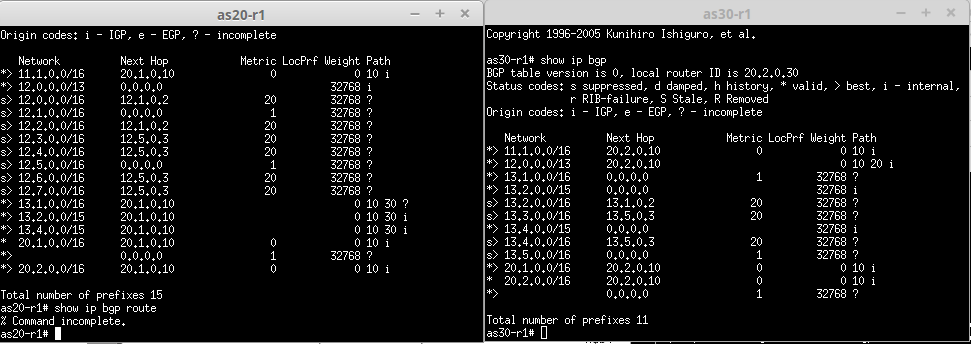 as20-r1
Origin codes: i - IGP, e - EGP, ? - incomplete
Network Next Hop Metric LocPrf Weight Path
*> 11.1.0.0/16 20.1.0.10 0 0 10 i
*> 12.0.0.0/13 0.0.0.0 32768 i
s> 12.0.0.0/16 12.1.0.2 20 32768 ?
s> 12.1.0.0/16 0.0.0.0 1 32768 ?
s> 12.2.0.0/16 12.1.0.2 20 32768 ?
s> 12.3.0.0/16 12.5.0.3 20 32768 ?
s> 12.4.0.0/16 12.5.0.3 20 32768 ?
s> 12.5.0.0/16 0.0.0.0 1 32768 ?
s> 12.6.0.0/16 12.5.0.3 20 32768 ?
s> 12.7.0.0/16 12.5.0.3 20 32768 ?
*> 13.1.0.0/16 20.1.0.10 0 10 30 ?
*> 13.2.0.0/15 20.1.0.10 0 10 30 i
*> 13.4.0.0/15 20.1.0.10 0 10 30 i
* 20.1.0.0/16 20.1.0.10 0 0 10 i
*> 0.0.0.0 1 32768 ?
*> 20.2.0.0/16 20.1.0.10 0 0 10 i
Total number of prefixes 15
as20-r1# show ip bgp route
% Command incomplete.
as20-r1#
as30-r1
Copyright 1996-2005 Kunihiro Ishiguro, et al.
as30-r1# show ip bgp
BGP table version is 0, local router ID is 20.2.0.30
Status codes: s suppressed, d damped, h history, * valid, > best, i - internal,
r RIB-failure, S Stale, R Removed
Origin codes: i - IGP, e - EGP, ? - incomplete
Network Next Hop Metric LocPrf Weight Path
*> 11.1.0.0/16 20.2.0.10 0 0 10 i
*> 12.0.0.0/13 20.2.0.10 0 10 20 i
*> 13.1.0.0/16 0.0.0.0 1 32768 ?
*> 13.2.0.0/15 0.0.0.0 32768 i
s> 13.2.0.0/16 13.1.0.2 20 32768 ?
s> 13.3.0.0/16 13.5.0.3 20 32768 ?
*> 13.4.0.0/15 0.0.0.0 32768 i
s> 13.4.0.0/16 13.5.0.3 20 32768 ?
s> 13.5.0.0/16 0.0.0.0 1 32768 ?
*> 20.1.0.0/16 20.2.0.10 0 0 10 i
* 20.2.0.0/16 20.2.0.10 0 0 10 i
*> 0.0.0.0 1 32768 ?
Total number of prefixes 11
as30-r1#